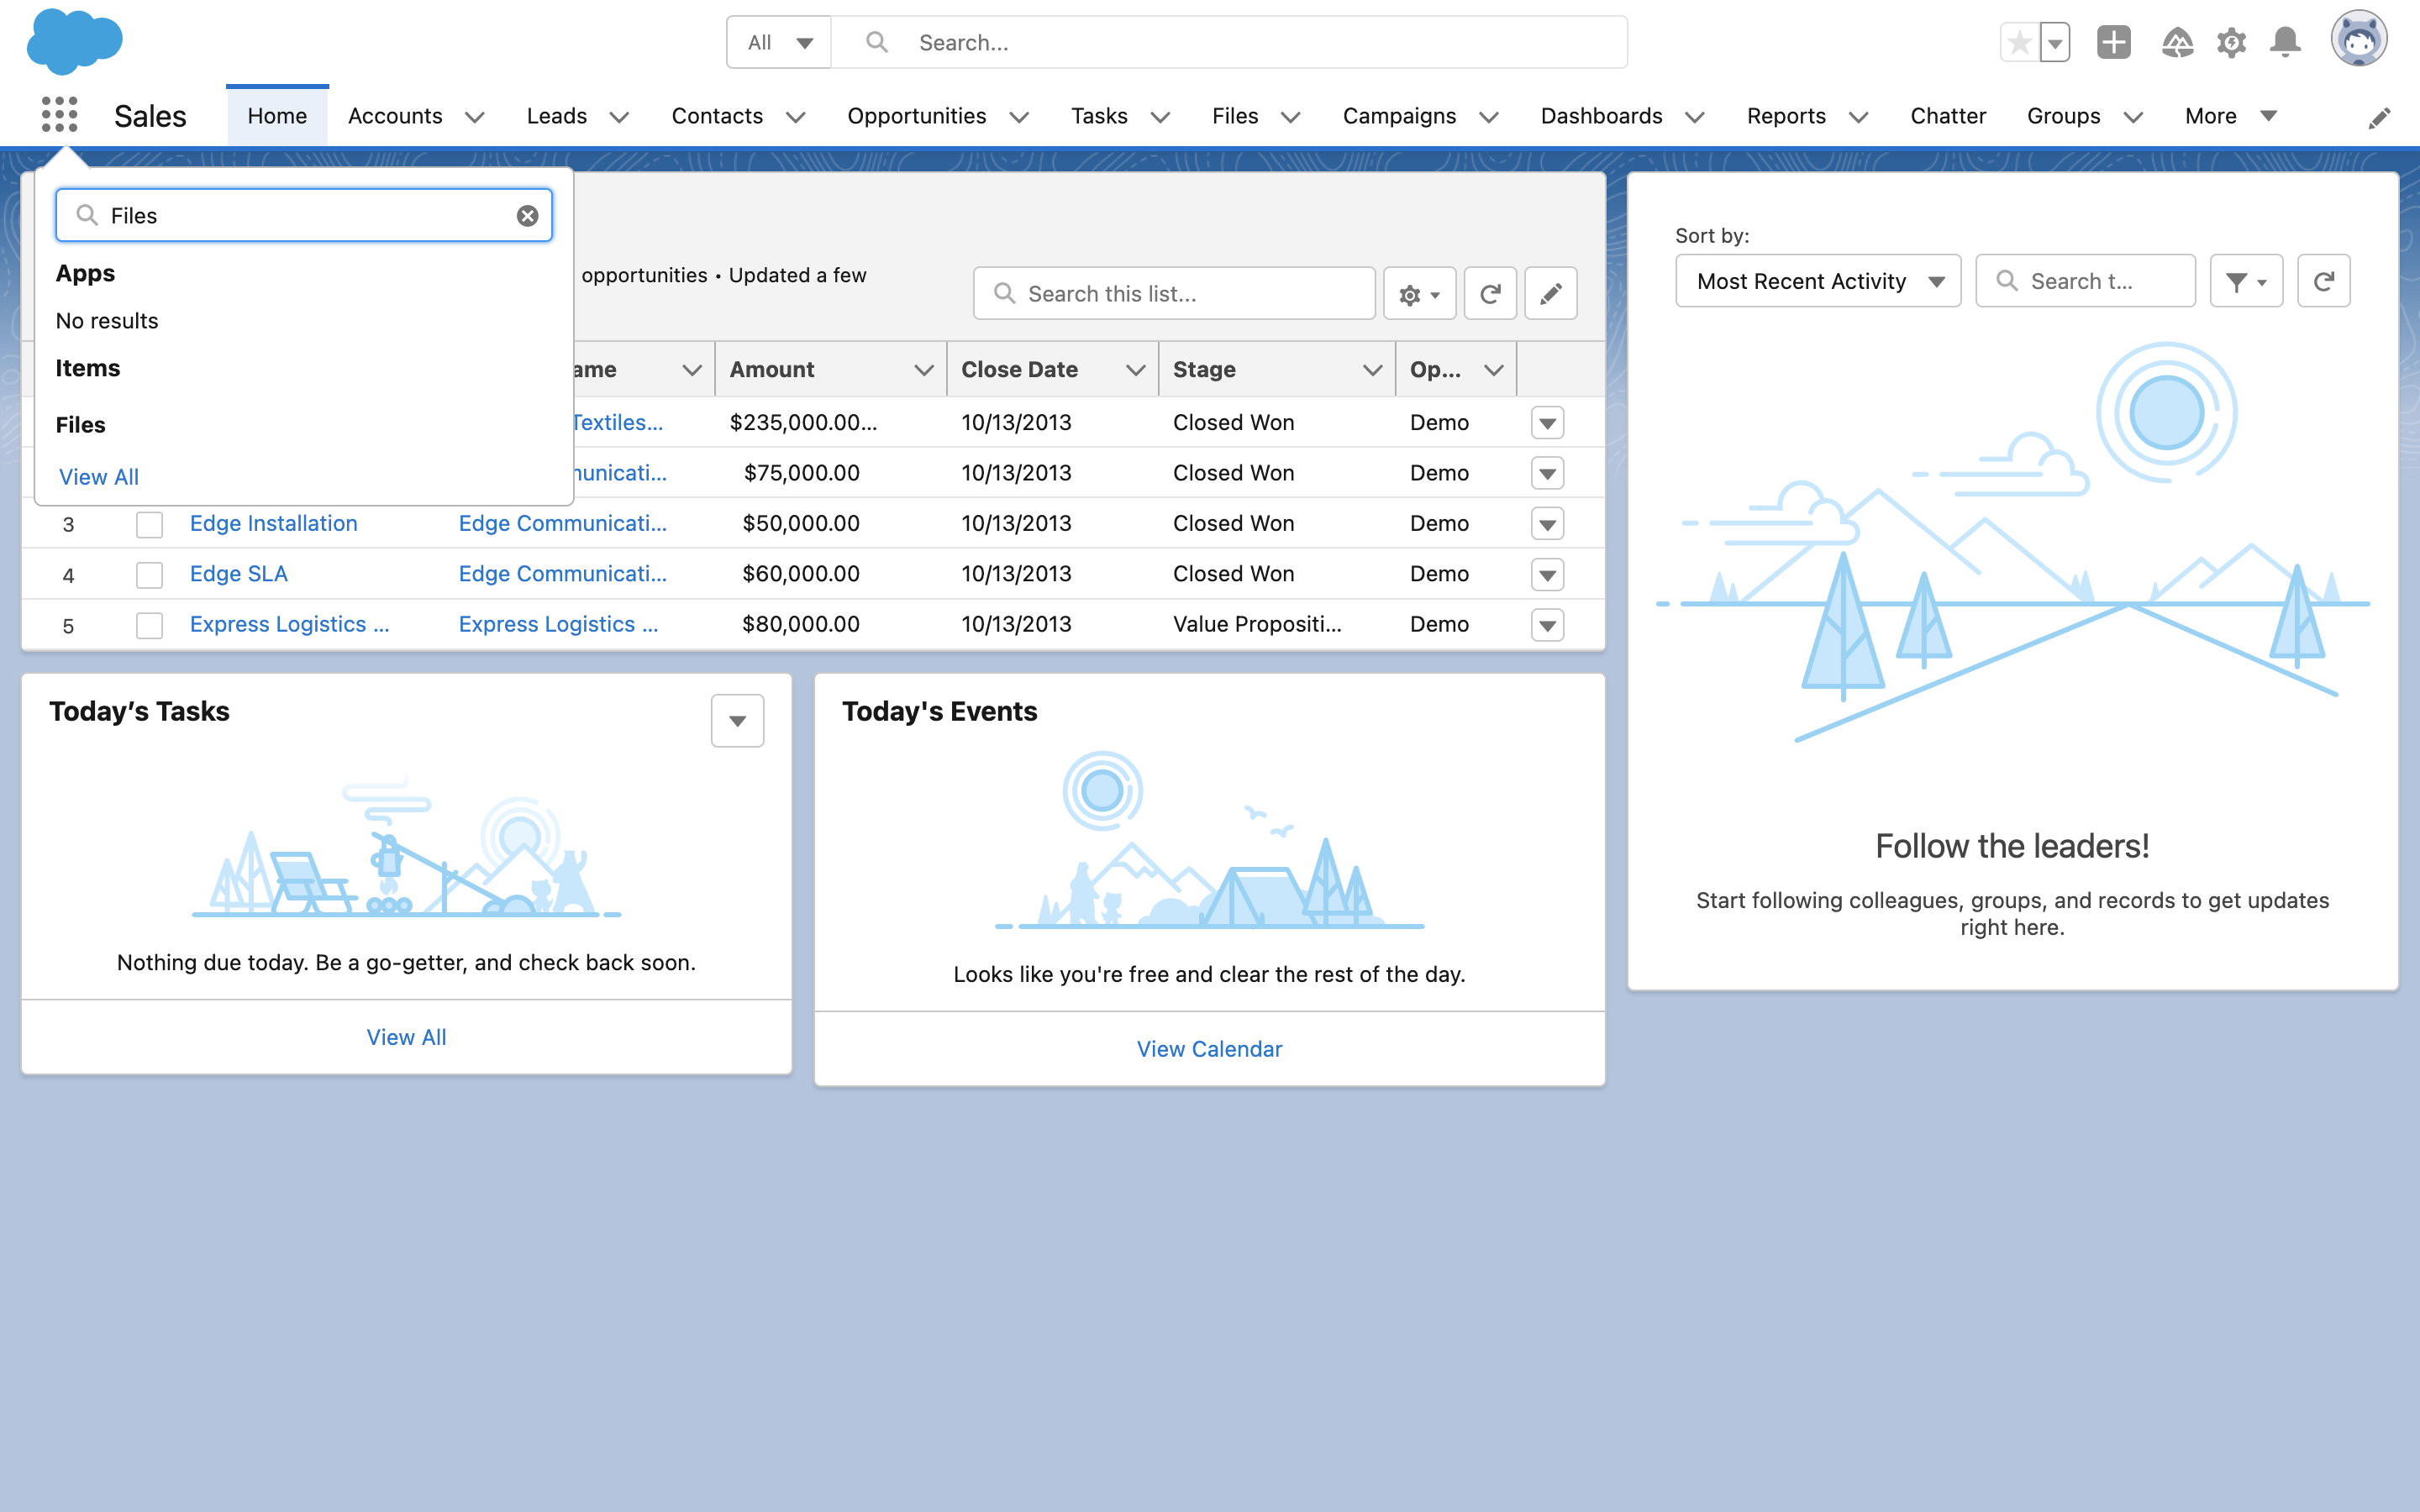 All
Search...
Sales
Home
Accounts
Leads
Contacts
Opportunities
Tasks
Files
Campaigns
Dashboards
Reports
Chatter
Groups
More
Files
Apps
No results
Items
Files
View All
opportunities • Updated a few
Search this list...
ame
Amount
Close Date
Stage
Op...
Textiles...
$235,000.00...
10/13/2013
Closed Won
Demo
unicati...
$75,000.00
10/13/2013
Closed Won
Demo
3
Edge Installation
Edge Communicati...
$50,000.00
10/13/2013
Closed Won
Demo
4
Edge SLA
Edge Communicati...
$60,000.00
10/13/2013
Closed Won
Demo
5
Express Logistics ...
Express Logistics ...
$80,000.00
10/13/2013
Value Propositi...
Demo
Sort by:
Most Recent Activity
Search t...
Follow the leaders!
Start following colleagues, groups, and records to get updates
right here.
Today’s Tasks
Nothing due today. Be a go-getter, and check back soon.
View All
Today's Events
Looks like you're free and clear the rest of the day.
View Calendar